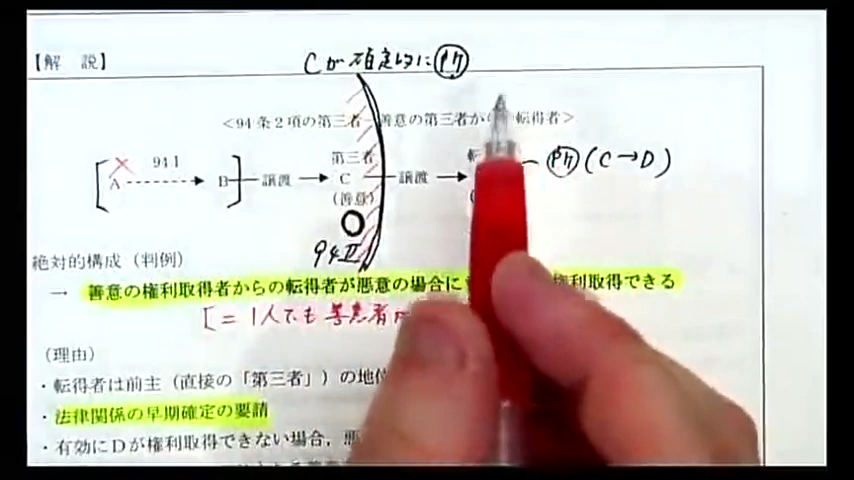 【解 説】
Cが確定的に所
<94条2項の第三者 善意の第三者から 転得者>
94Ⅰ 第三者 転
A B 譲渡 C 譲渡 所(C→D)
(善意)
94Ⅱ
絶対的構成(判例)
→ 善意の権利取得者からの転得者が悪意の場合に 権利取得できる
[= 1人でも善意者
(理由)
・転得者は前主(直接の「第三者」)の地位
・法律関係の早期確定の要請
・有効にDが権利取得できない場合,悪